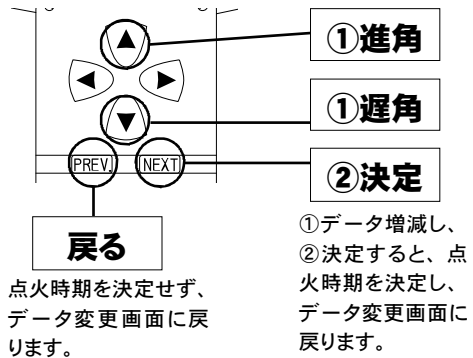 ①進角
①遅角
PREV.
NEXT
②決定
戻る
①データ増減し、
②決定すると、点
火時期を決定し、
データ変更画面に
戻ります。
点火時期を決定せず、
データ変更画面に戻
ります。